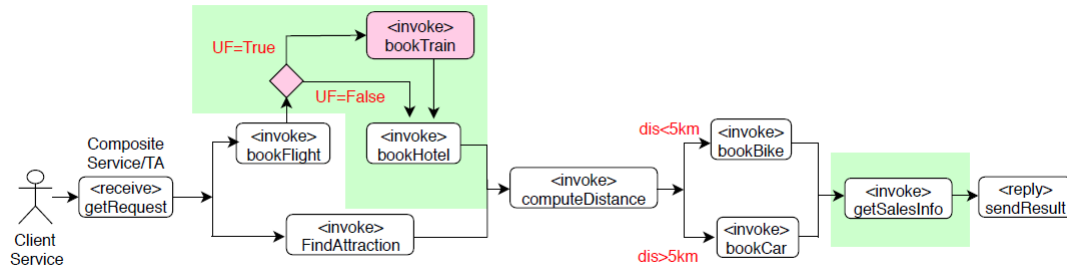 Client
Service
Composite
Service/TA
<receive>
getRequest
<invoke>
bookFlight
UF=True
UF=False
<invoke>
bookTrain
<invoke>
bookHotel
<invoke>
FindAttraction
<invoke>
computeDistance
dis<5km
<invoke>
bookBike
dis>5km
<invoke>
bookCar
<invoke>
getSalesInfo
<reply>
sendResult